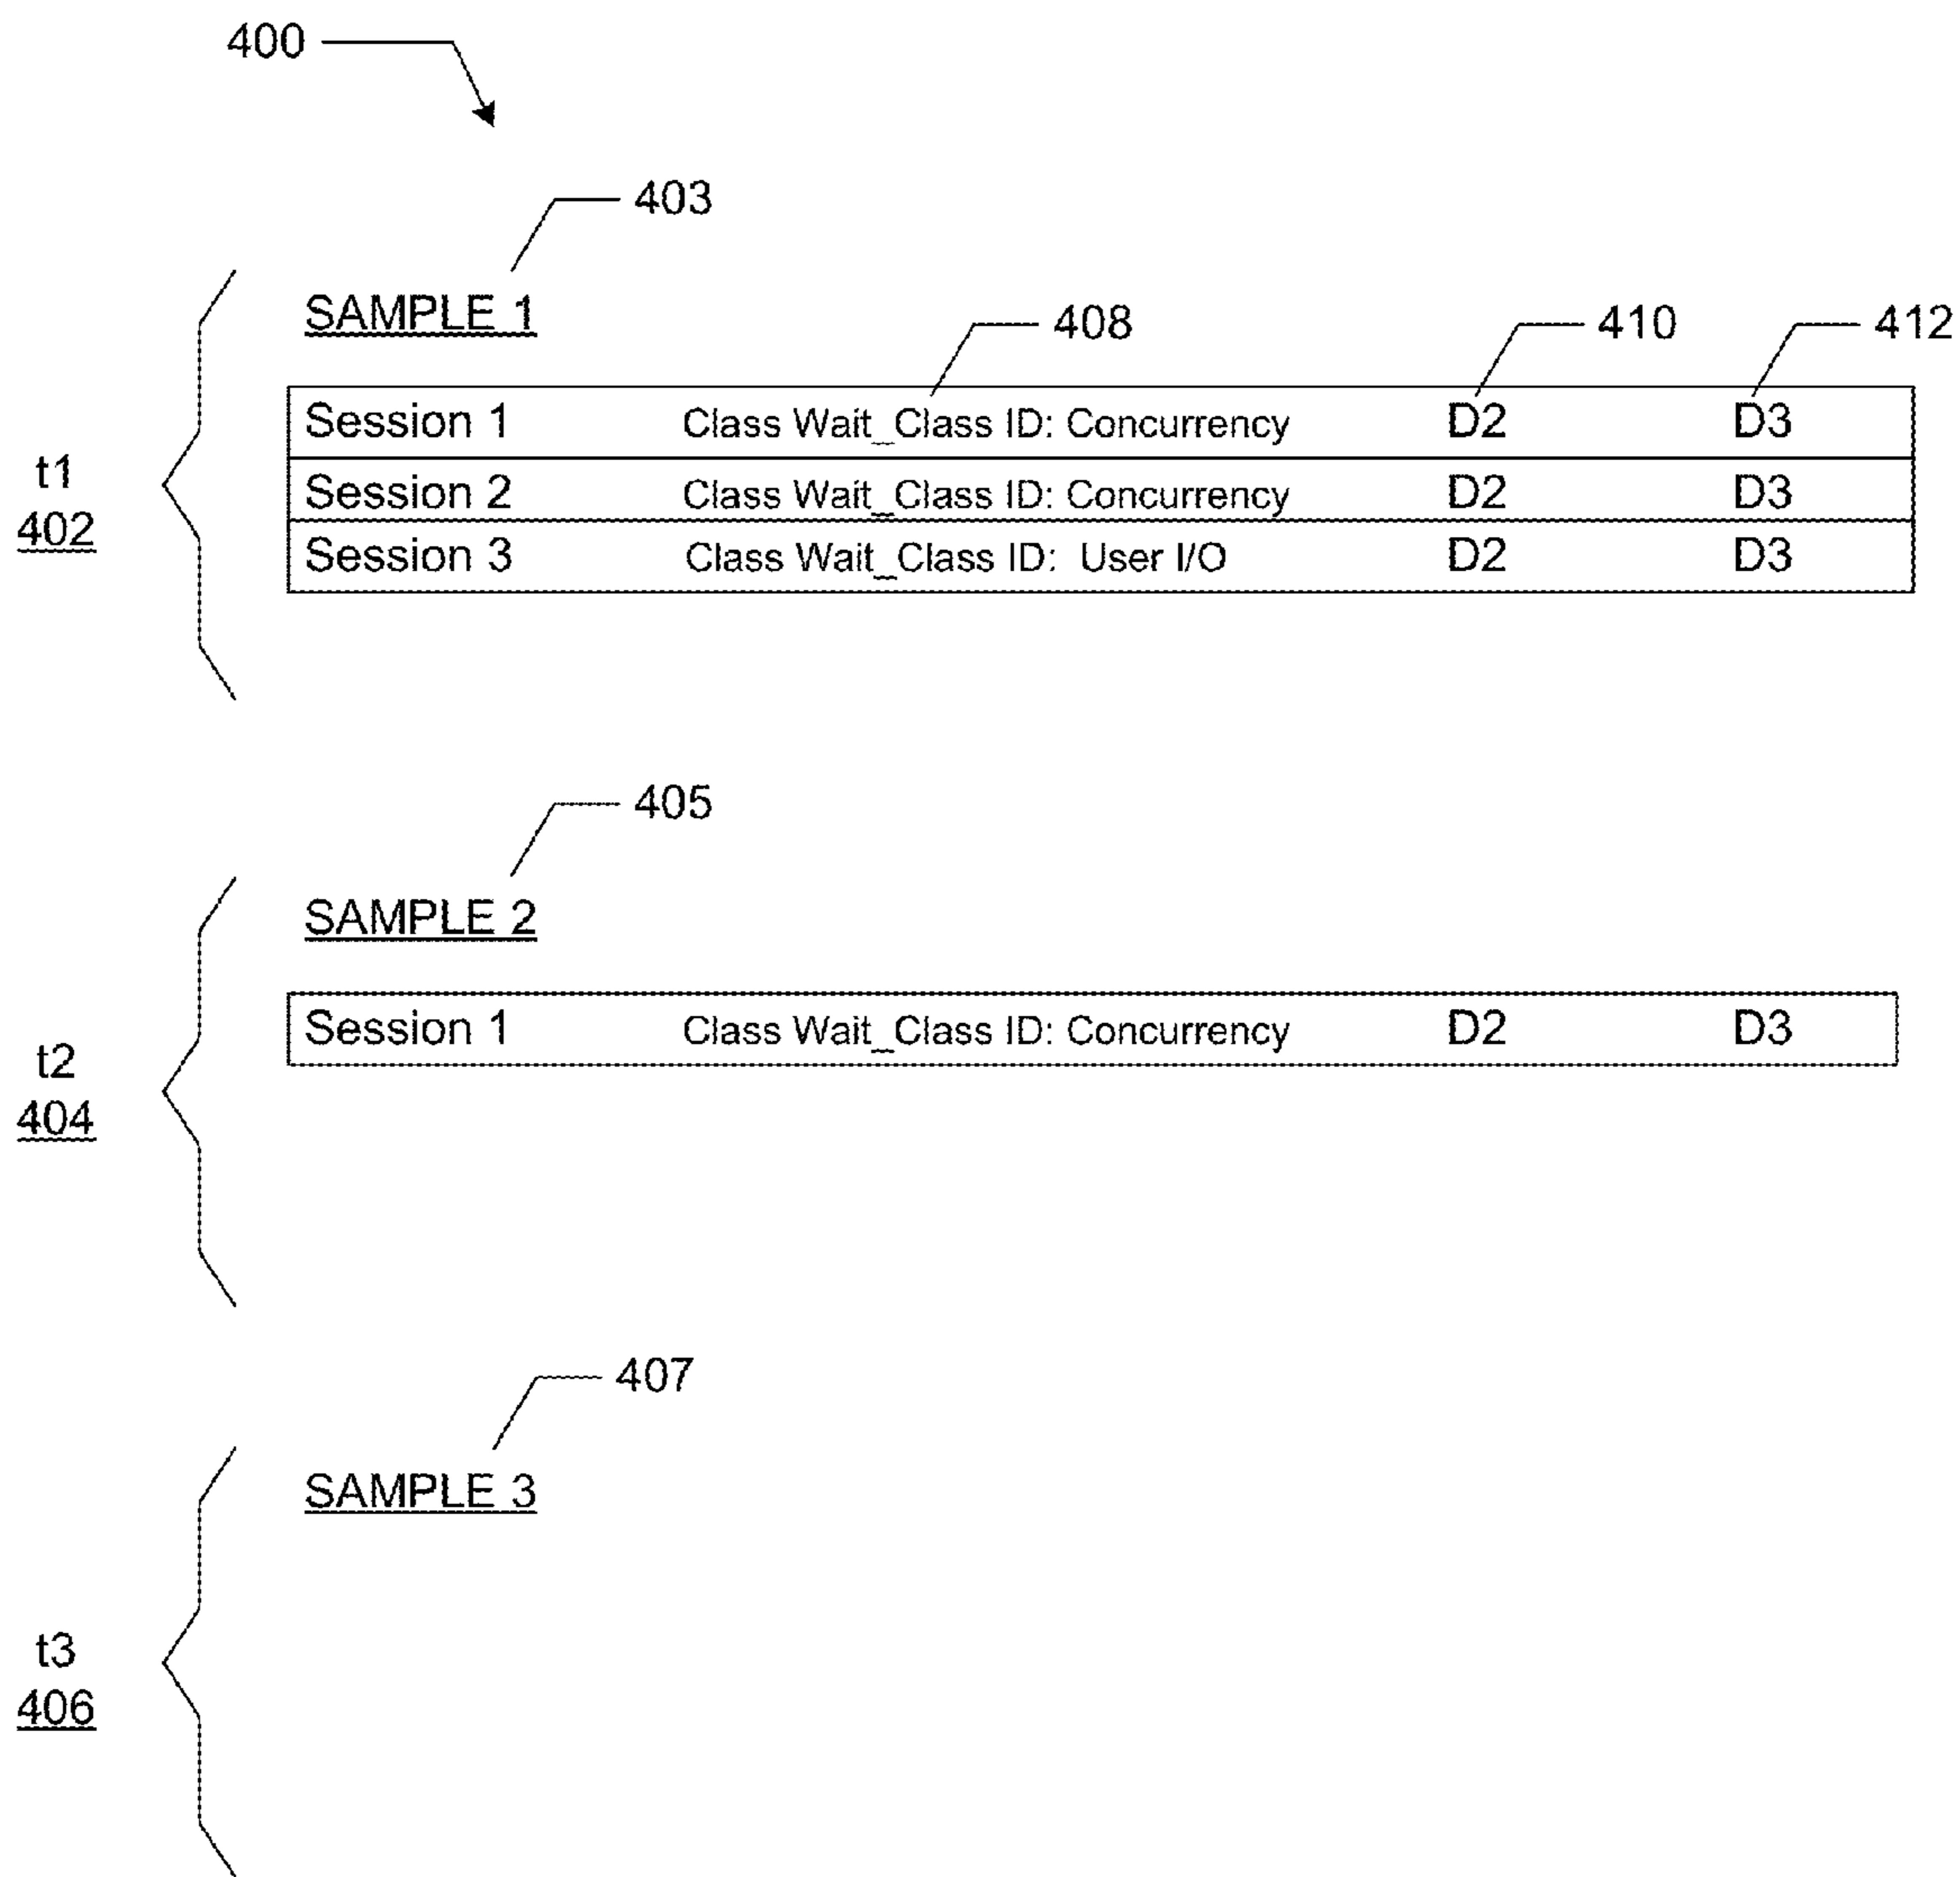 400
403
SAMPLE 1
408
410
412
Session 1 Class Wait_Class ID: Concurrency D2 D3
Session 2 Class Wait_Class ID: Concurrency D2 D3
Session 3 Class Wait_Class ID: User I/O D2 D3
t1
402
405
SAMPLE 2
Session 1 Class Wait_Class ID: Concurrency D2 D3
t2
404
407
SAMPLE 3
t3
406